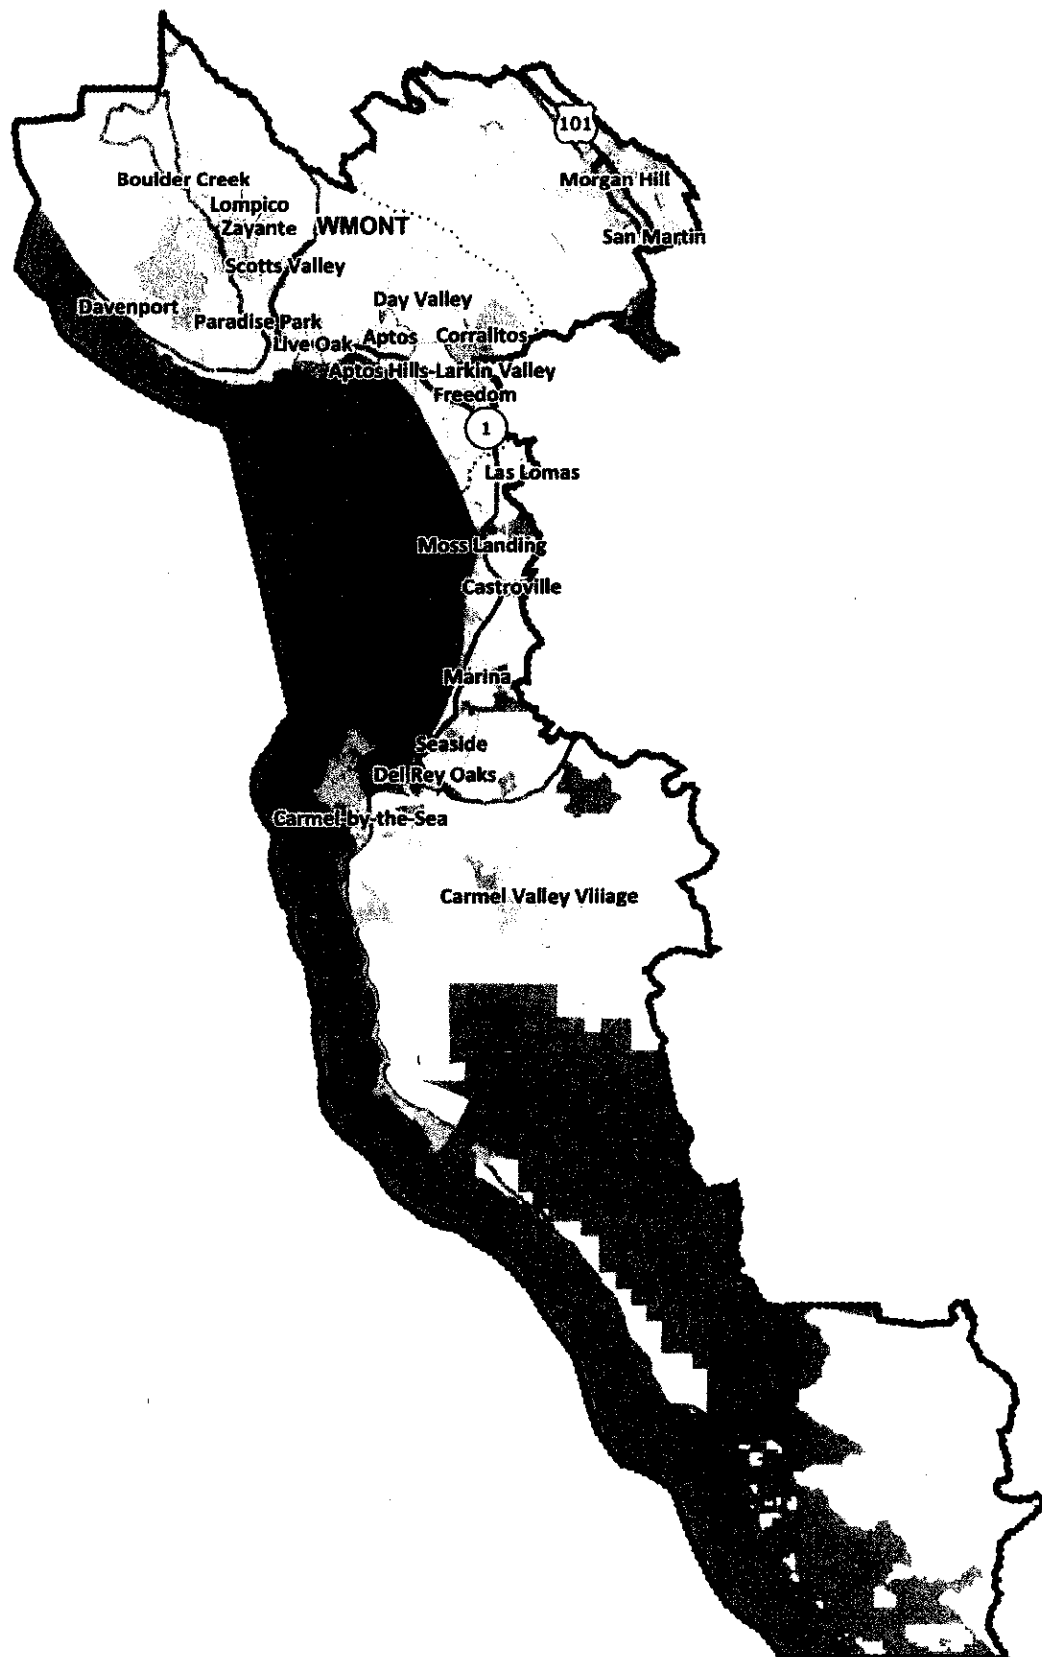 101
Boulder Creek
Morgan Hill
Lompico
Zayante
WMONT
San Martin
Scotts Valley
Day Valley
Davenport
Paradise Park
Live Oak
Aptos
Corralitos
Aptos Hills-Larkin Valley
Freedom
1
Las Lomas
Moss Landing
Castroville
Marina
Seaside
Del Rey Oaks
Carmel-by-the-Sea
Carmel Valley Village